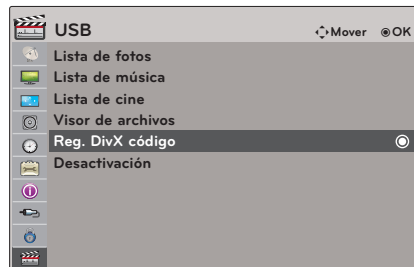 USB
Mover OK
Lista de fotos
Lista de música
Lista de cine
Visor de archivos
Reg. DivX código
Desactivación